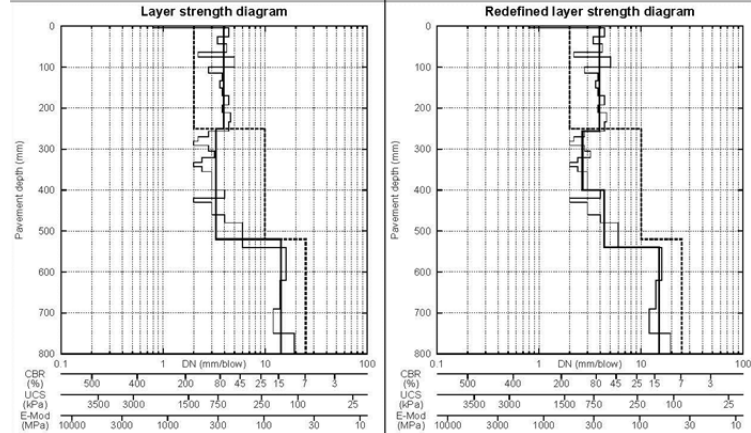 Layer strength diagram
0
100
200
300
400
500
600
700
800
Pavement depth (mm)
0.1 1 10 100
DN (mm/blow)
CBR (%) 500 400 200 80 45 25 15 7 3
UCS (kPa) 3500 3000 1500 750 250 100 25
E-Mod (MPa) 10000 3000 1000 300 100 30 10
Redefined layer strength diagram
0
100
200
300
400
500
600
700
800
Pavement depth (mm)
0.1 1 10 100
DN (mm/blow)
CBR (%) 500 400 200 80 45 25 15 7 3
UCS (kPa) 3500 3000 1500 750 250 100 25
E-Mod (MPa) 10000 3000 1000 300 100 30 10